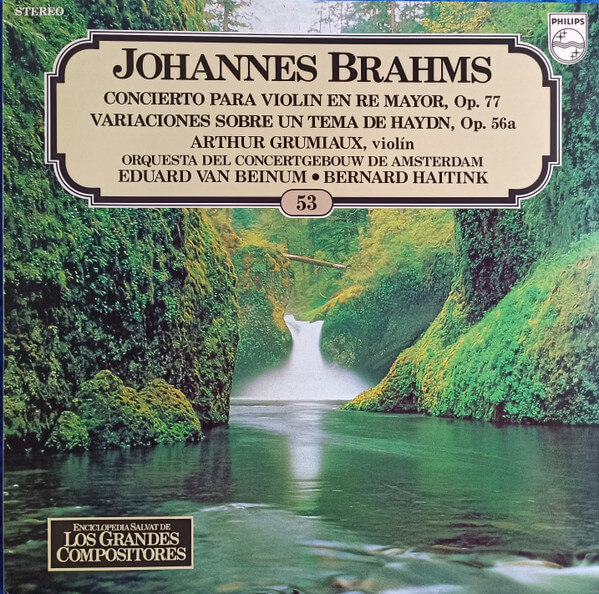 STEREO
PHILIPS
JOHANNES BRAHMS
CONCIERTO PARA VIOLIN EN RE MAYOR, Op. 77
VARIACIONES SOBRE UN TEMA DE HAYDN, Op. 56a
ARTHUR GRUMIAUX, violín
ORQUESTA DEL CONCERTGEBOUW DE AMSTERDAM
EDUARD VAN BEINUM • BERNARD HAITINK
53
ENCICLOPEDIA SALVAT DE
LOS GRANDES
COMPOSITORES